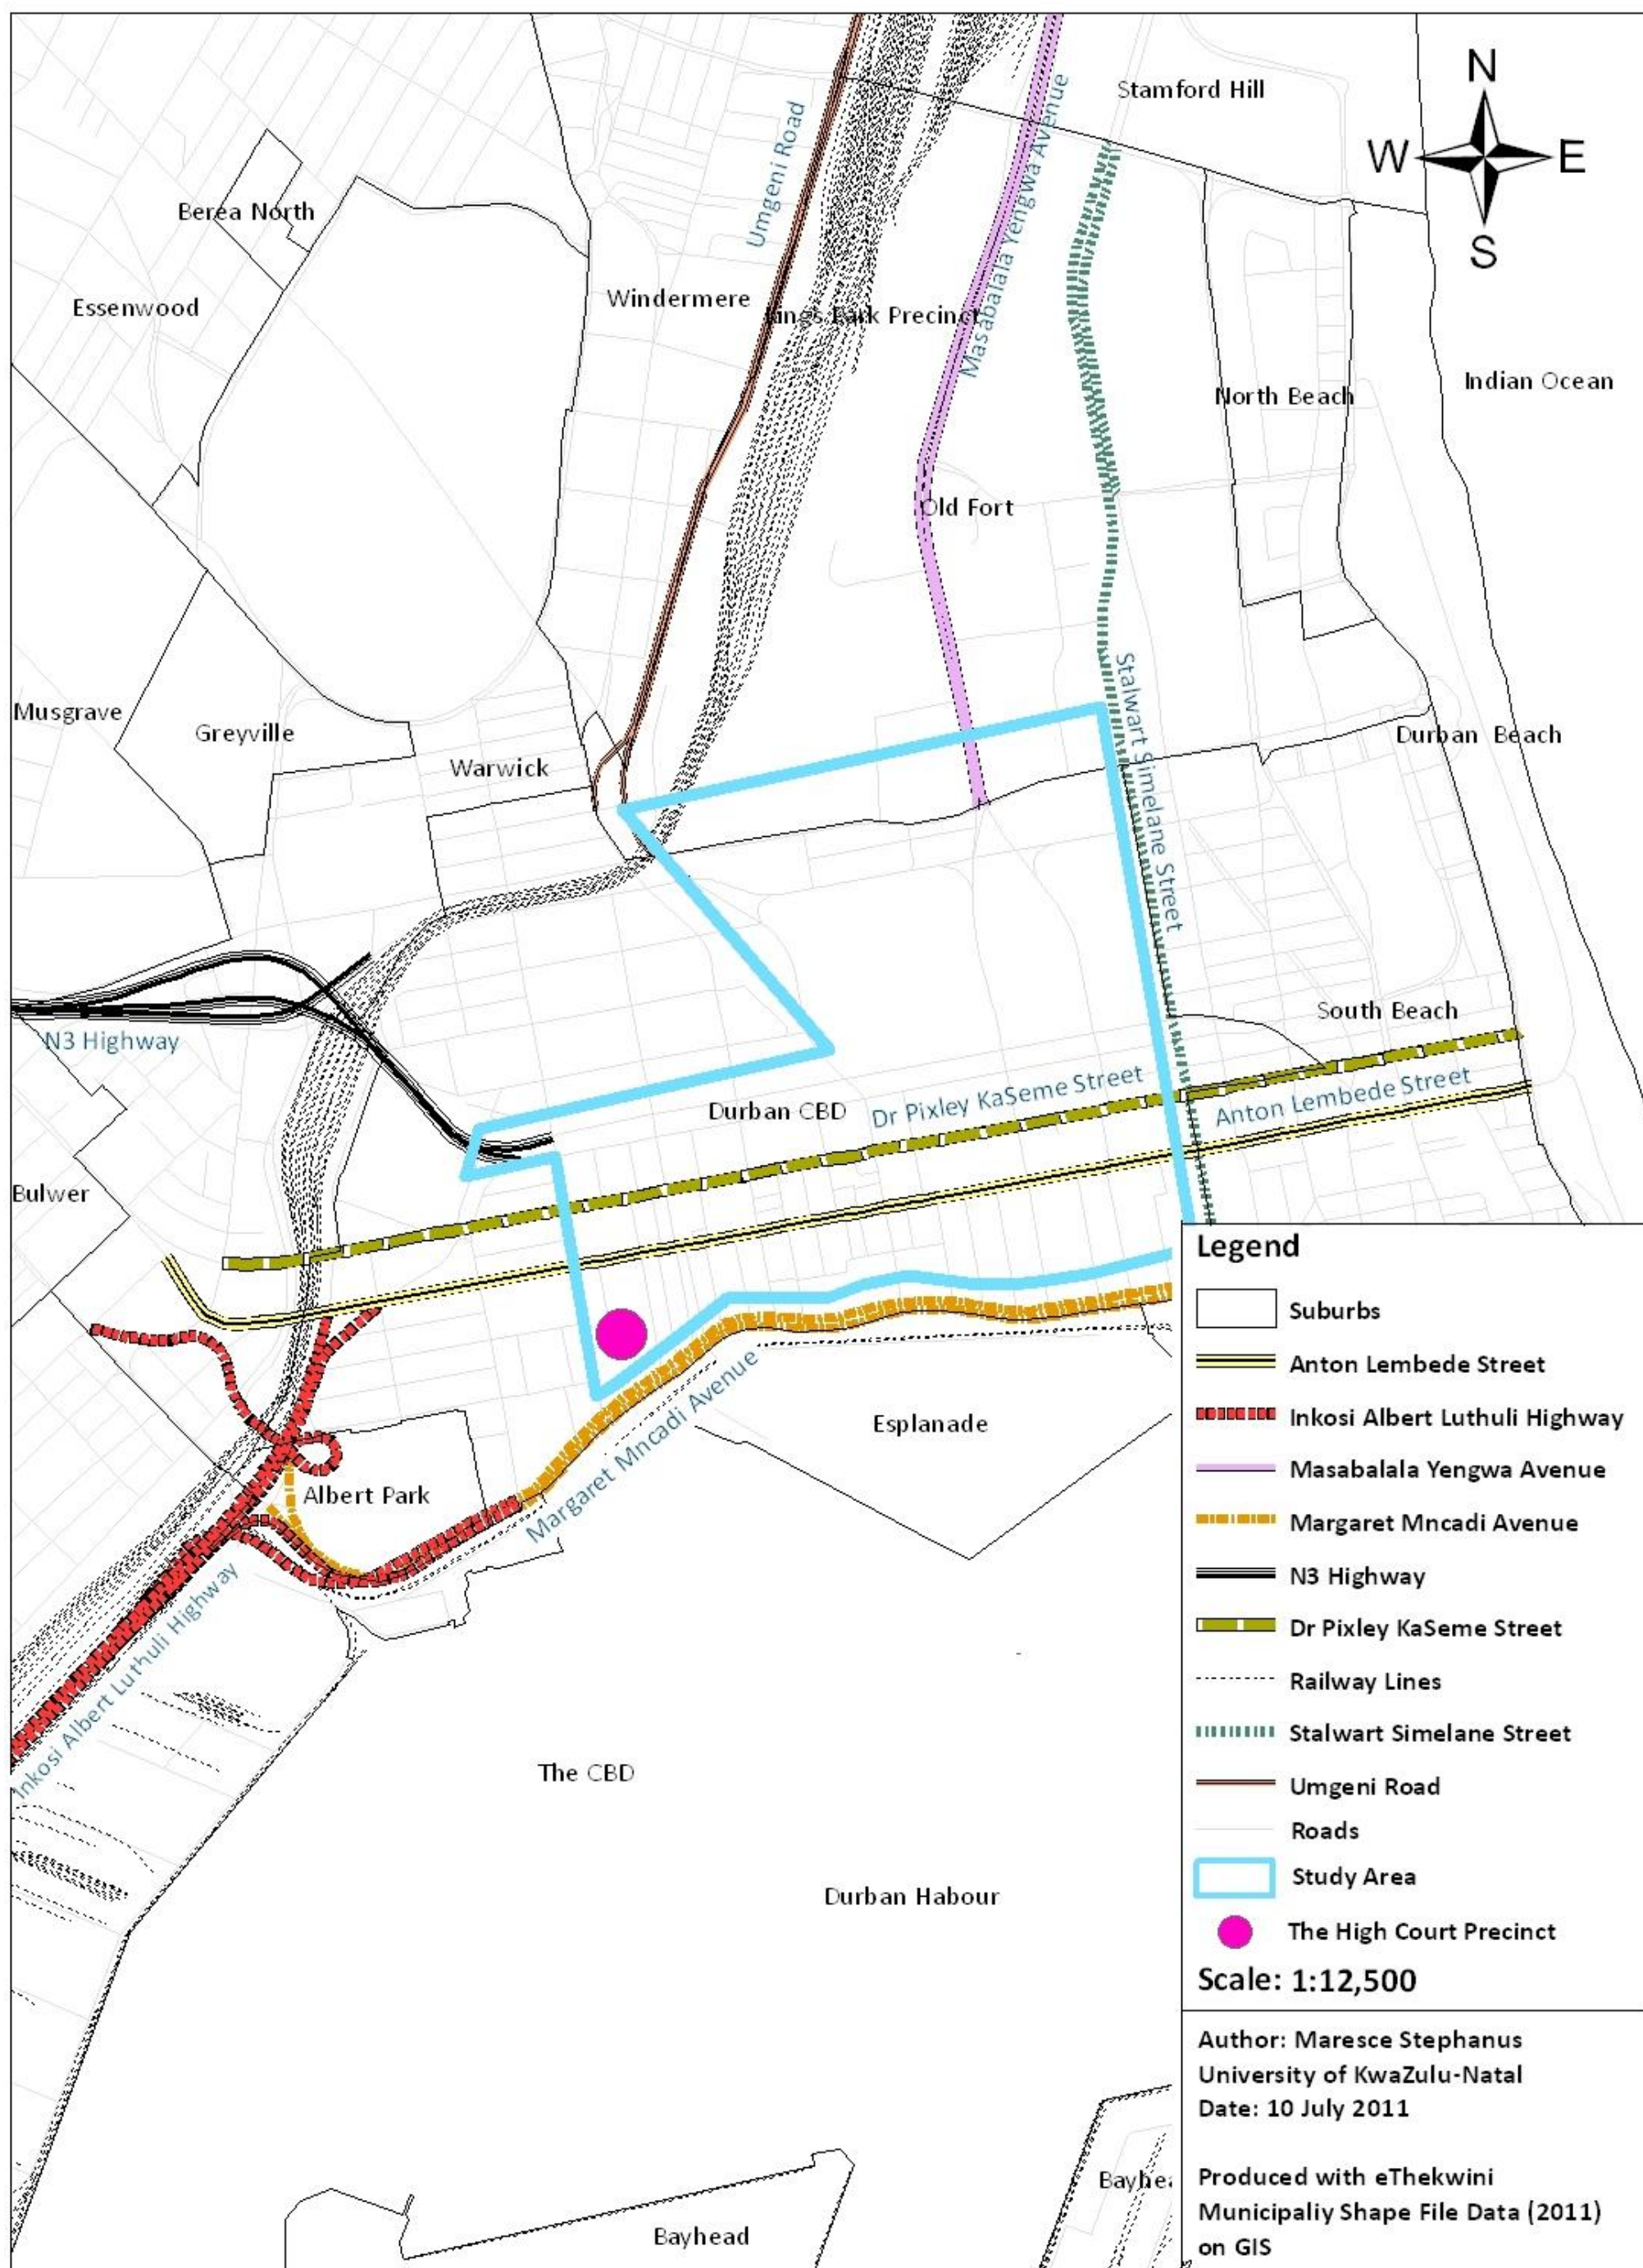 N
W
E
S
Stamford Hill
Umgeni Road
Masabalala Yengwa Avenue
Berea North
Essenwood
Windermere
Kings Park Precinct
Indian Ocean
North Beach
Old Fort
Stalwart Simelane Street
Musgrave
Greyville
Durban Beach
Warwick
South Beach
N3 Highway
Durban CBD
Dr Pixley KaSeme Street
Anton Lembede Street
Bulwer
Esplanade
Margaret Mncadi Avenue
Albert Park
Inkosi Albert Luthuli Highway
The CBD
Durban Habour
Bayhead
Legend
Suburbs
Anton Lembede Street
Inkosi Albert Luthuli Highway
Masabalala Yengwa Avenue
Margaret Mncadi Avenue
N3 Highway
Dr Pixley KaSeme Street
Railway Lines
Stalwart Simelane Street
Umgeni Road
Roads
Study Area
The High Court Precinct
Scale: 1:12,500
Author: Maresce Stephanus
University of KwaZulu-Natal
Date: 10 July 2011
Produced with eThekwini
Municipaliy Shape File Data (2011)
on GIS